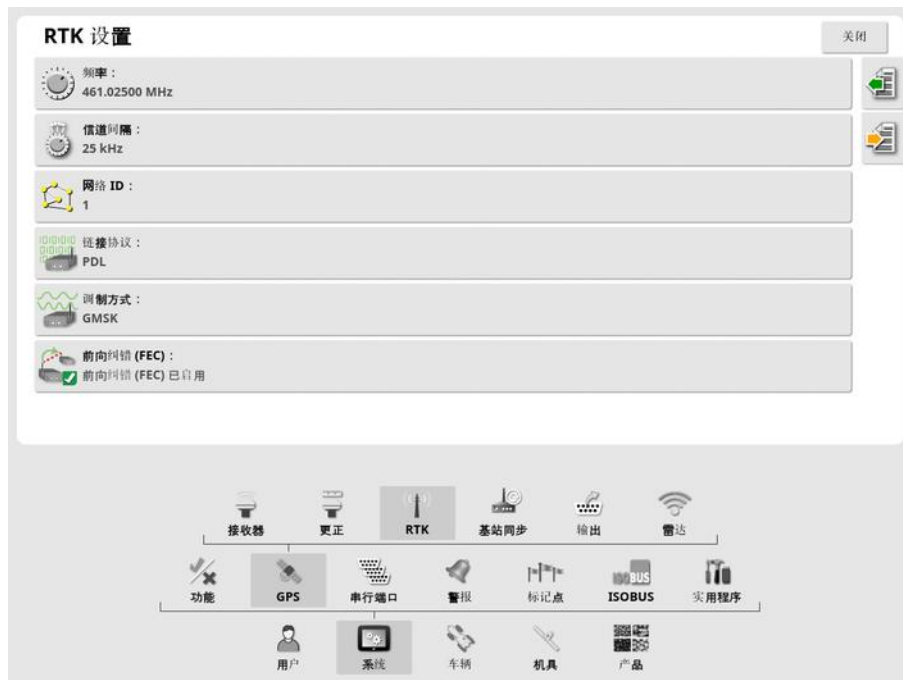 RTK 设置
关闭
频率：
461.02500 MHz
信道间隔：
25 kHz
网络 ID：
1
链接协议：
PDL
调制方式：
GMSK
前向纠错 (FEC)：
前向纠错 (FEC) 已启用
接收器
更正
RTK
基站同步
输出
雷达
功能
GPS
串行端口
警报
标记点
ISOBUS
实用程序
用户
系统
车辆
机具
产品